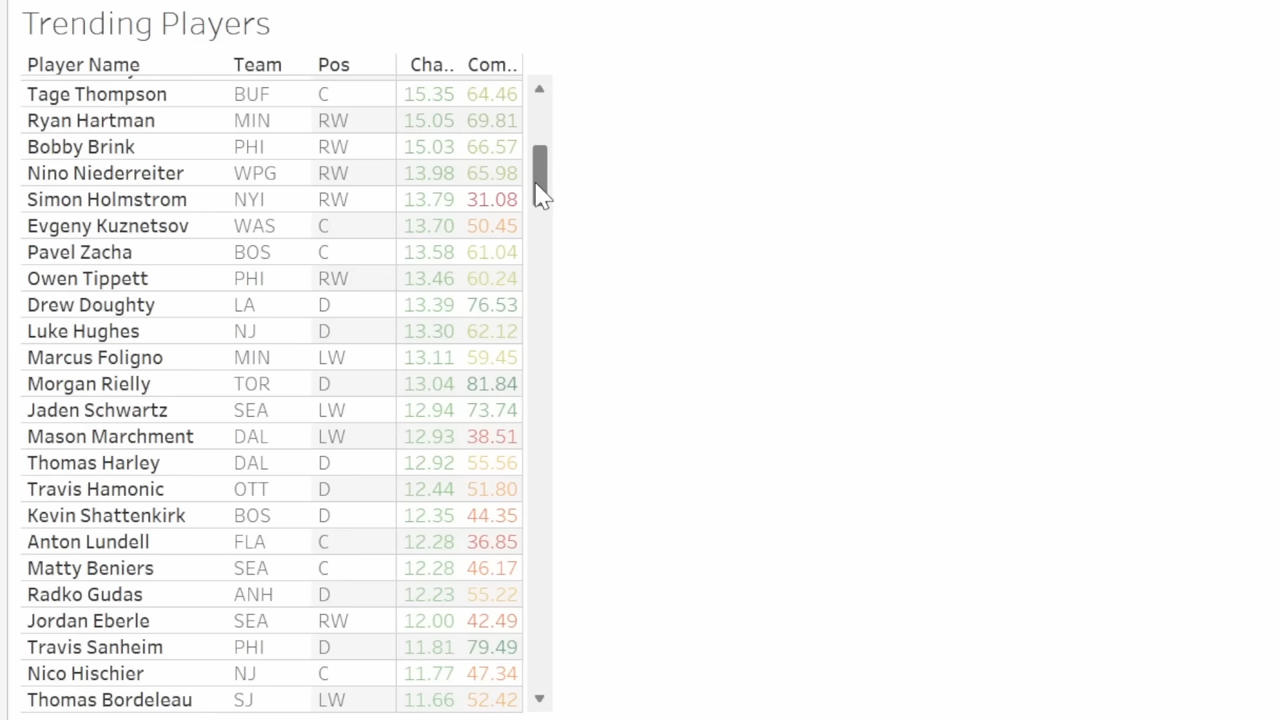 Trending Players
Player Name Team Pos Cha.. Com..
Tage Thompson BUF C 15.35 64.46
Ryan Hartman MIN RW 15.05 69.81
Bobby Brink PHI RW 15.03 66.57
Nino Niederreiter WPG RW 13.98 65.98
Simon Holmstrom NYI RW 13.79 31.08
Evgeny Kuznetsov WAS C 13.70 50.45
Pavel Zacha BOS C 13.58 61.04
Owen Tippett PHI RW 13.46 60.24
Drew Doughty LA D 13.39 76.53
Luke Hughes NJ D 13.30 62.12
Marcus Foligno MIN LW 13.11 59.45
Morgan Rielly TOR D 13.04 81.84
Jaden Schwartz SEA LW 12.94 73.74
Mason Marchment DAL LW 12.93 38.51
Thomas Harley DAL D 12.92 55.56
Travis Hamonic OTT D 12.44 51.80
Kevin Shattenkirk BOS D 12.35 44.35
Anton Lundell FLA C 12.28 36.85
Matty Beniers SEA C 12.28 46.17
Radko Gudas ANH D 12.23 55.22
Jordan Eberle SEA RW 12.00 42.49
Travis Sanheim PHI D 11.81 79.49
Nico Hischier NJ C 11.77 47.34
Thomas Bordeleau SJ LW 11.66 52.42